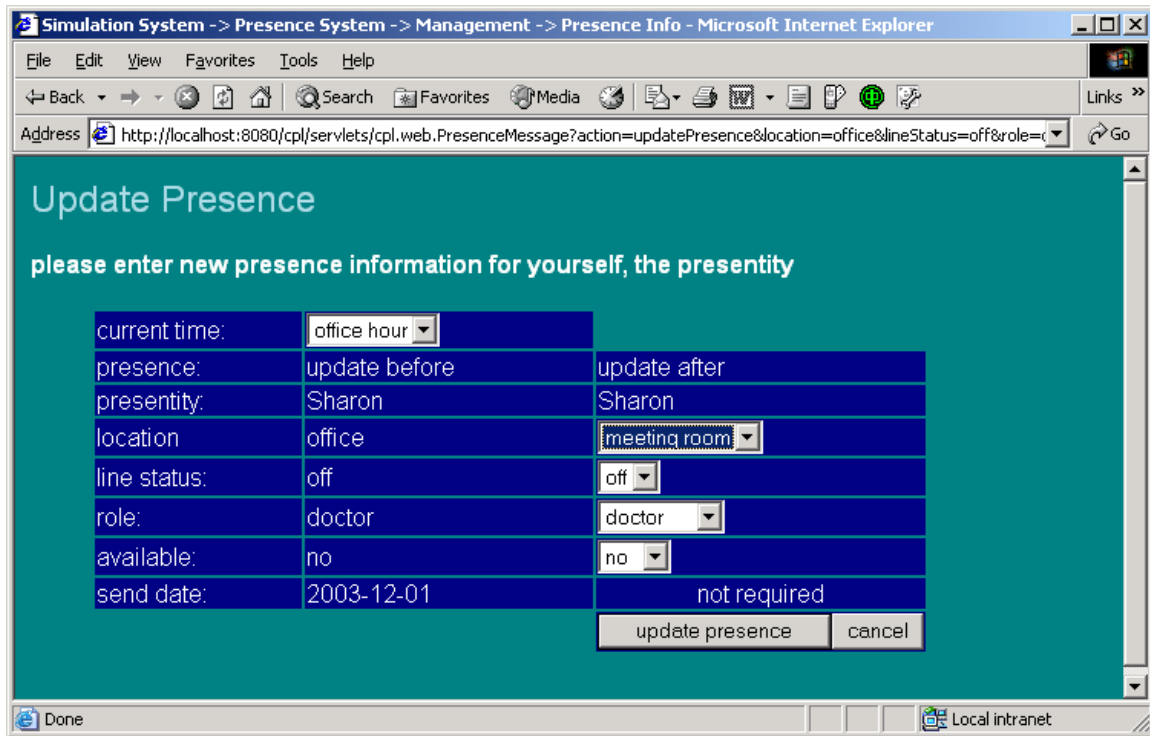 Simulation System -> Presence System -> Management -> Presence Info - Microsoft Internet Explorer
File Edit View Favorites Tools Help
Back Search Favorites Media Links »
Address http://localhost:8080/cpl/servlets/cpl.web.PresenceMessage?action=updatePresence&location=office&lineStatus=off&role= Go
Update Presence
please enter new presence information for yourself, the presentity
current time: office hour
presence: update before update after
presentity: Sharon Sharon
location office meeting room
line status: off off
role: doctor doctor
available: no no
send date: 2003-12-01 not required
update presence cancel
Done Local intranet